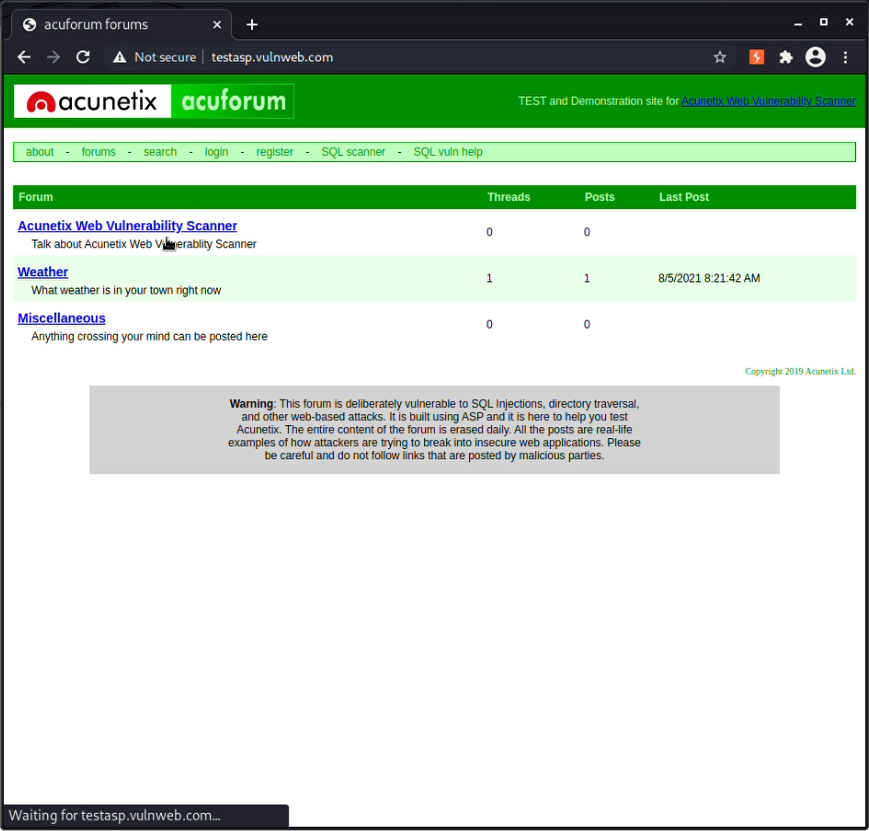 acuforum forums
Not secure testasp.vulnweb.com
acunetix acuforum
TEST and Demonstration site for Acunetix Web Vulnerability Scanner
about - forums - search - login - register - SQL scanner - SQL vuln help
Forum Threads Posts Last Post
Acunetix Web Vulnerability Scanner 0 0
Talk about Acunetix Web Vulnerablity Scanner
Weather 1 1 8/5/2021 8:21:42 AM
What weather is in your town right now
Miscellaneous 0 0
Anything crossing your mind can be posted here
Copyright 2019 Acunetix Ltd.
Warning: This forum is deliberately vulnerable to SQL Injections, directory traversal,
and other web-based attacks. It is built using ASP and it is here to help you test
Acunetix. The entire content of the forum is erased daily. All the posts are real-life
examples of how attackers are trying to break into insecure web applications. Please
be careful and do not follow links that are posted by malicious parties.
Waiting for testasp.vulnweb.com...